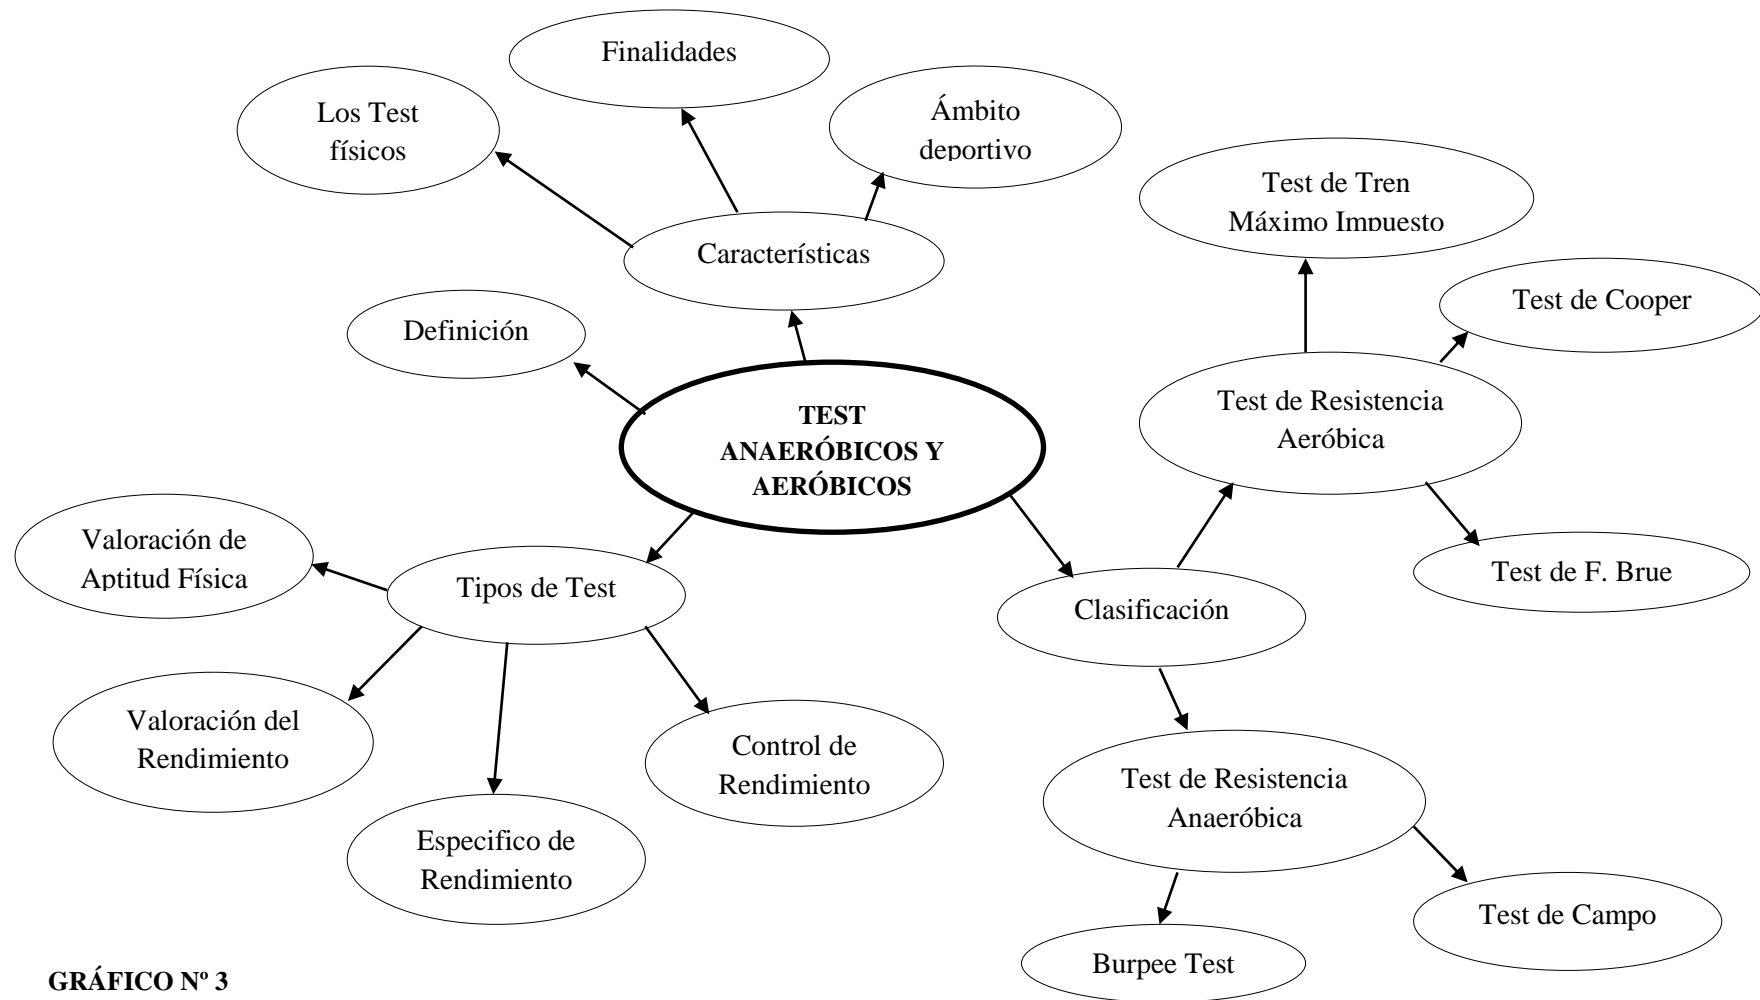 Finalidades
Los Test
físicos
Ámbito
deportivo
Test de Tren
Máximo Impuesto
Características
Test de Cooper
Definición
Test de Resistencia
Aeróbica
TEST
ANAERÓBICOS Y
AERÓBICOS
Valoración de
Aptitud Física
Tipos de Test
Clasificación
Test de F. Brue
Valoración del
Rendimiento
Control de
Rendimiento
Test de Resistencia
Anaeróbica
Especifico de
Rendimiento
Test de Campo
Burpee Test
GRÁFICO Nº 3